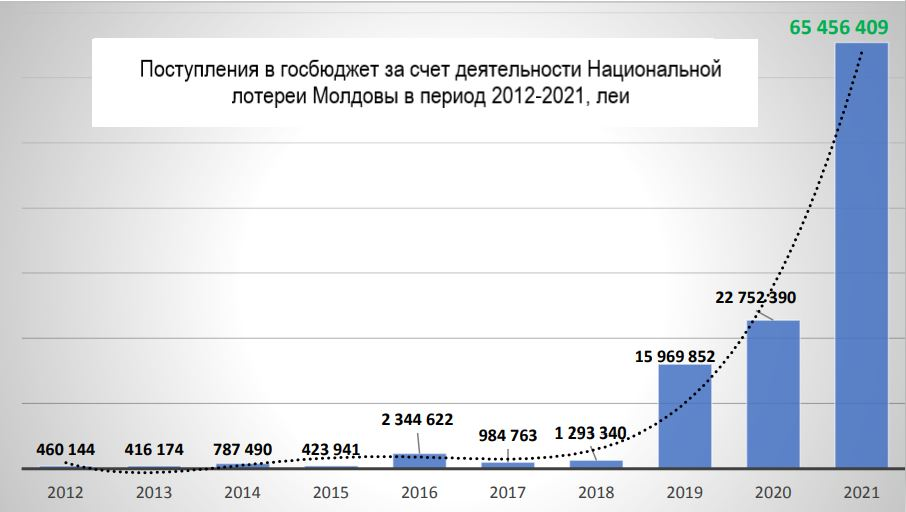 65 456 409
Поступления в госбюджет за счет деятельности Национальной
лотереи Молдовы в период 2012-2021, леи
22 752 390
15 969 852
2 344 622
984 763
1 293 340
460 144
416 174
787 490
423 941
2012
2013
2014
2015
2016
2017
2018
2019
2020
2021